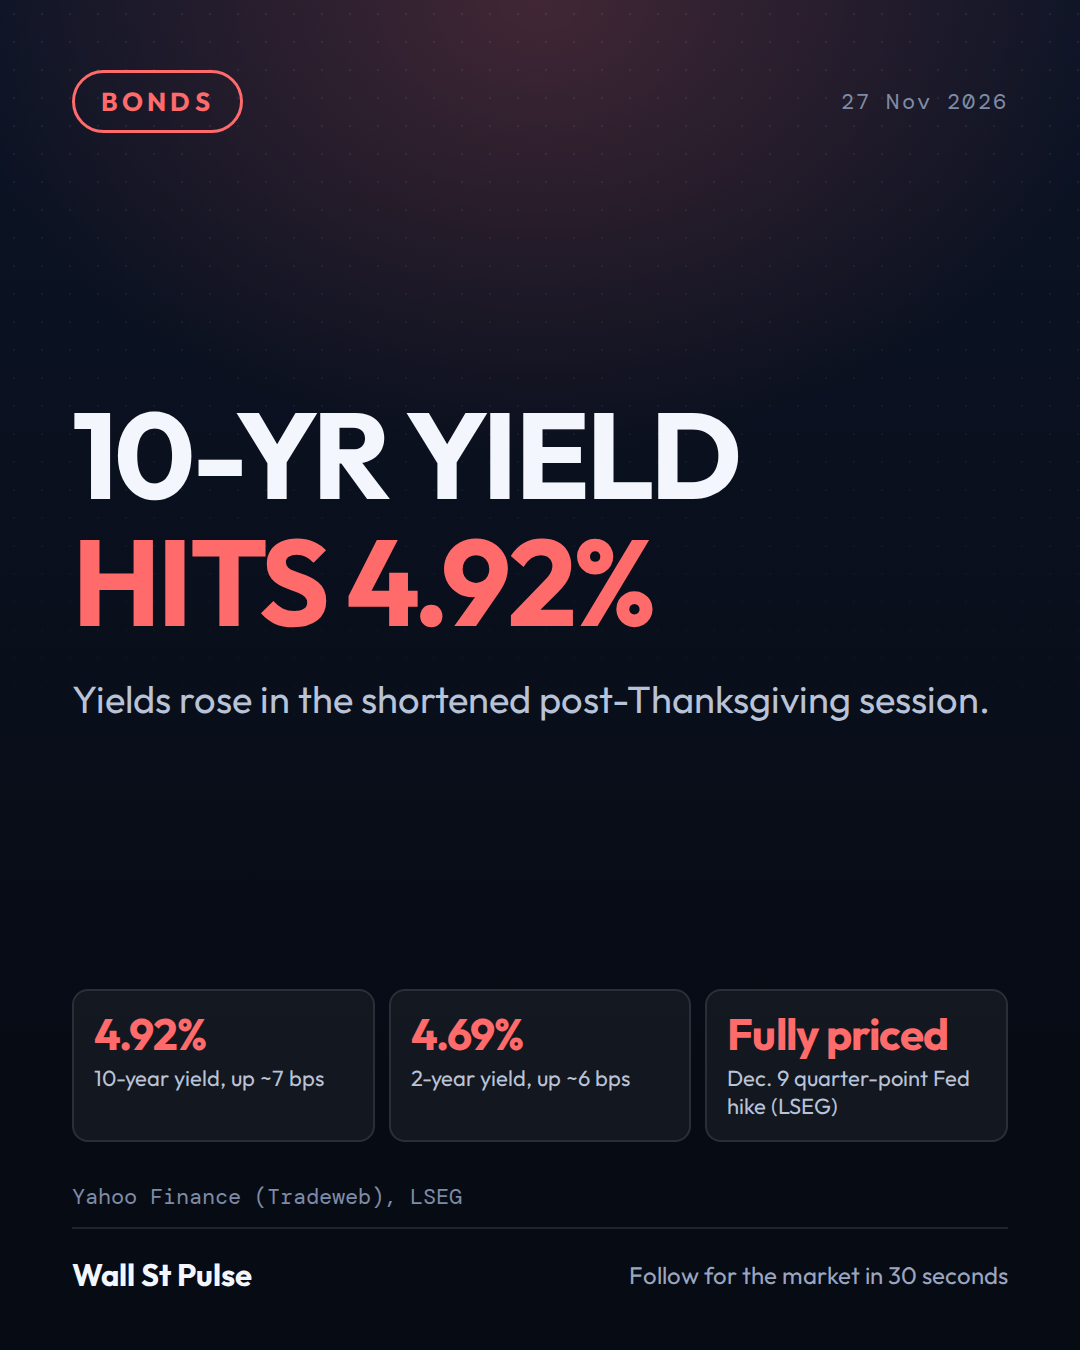 BONDS
27 Nov 2026
10-YR YIELD
HITS 4.92%
Yields rose in the shortened post-Thanksgiving session.
4.92%
10-year yield, up ~7 bps
4.69%
2-year yield, up ~6 bps
Fully priced
Dec. 9 quarter-point Fed
hike (LSEG)
Yahoo Finance (Tradeweb), LSEG
Wall St Pulse
Follow for the market in 30 seconds